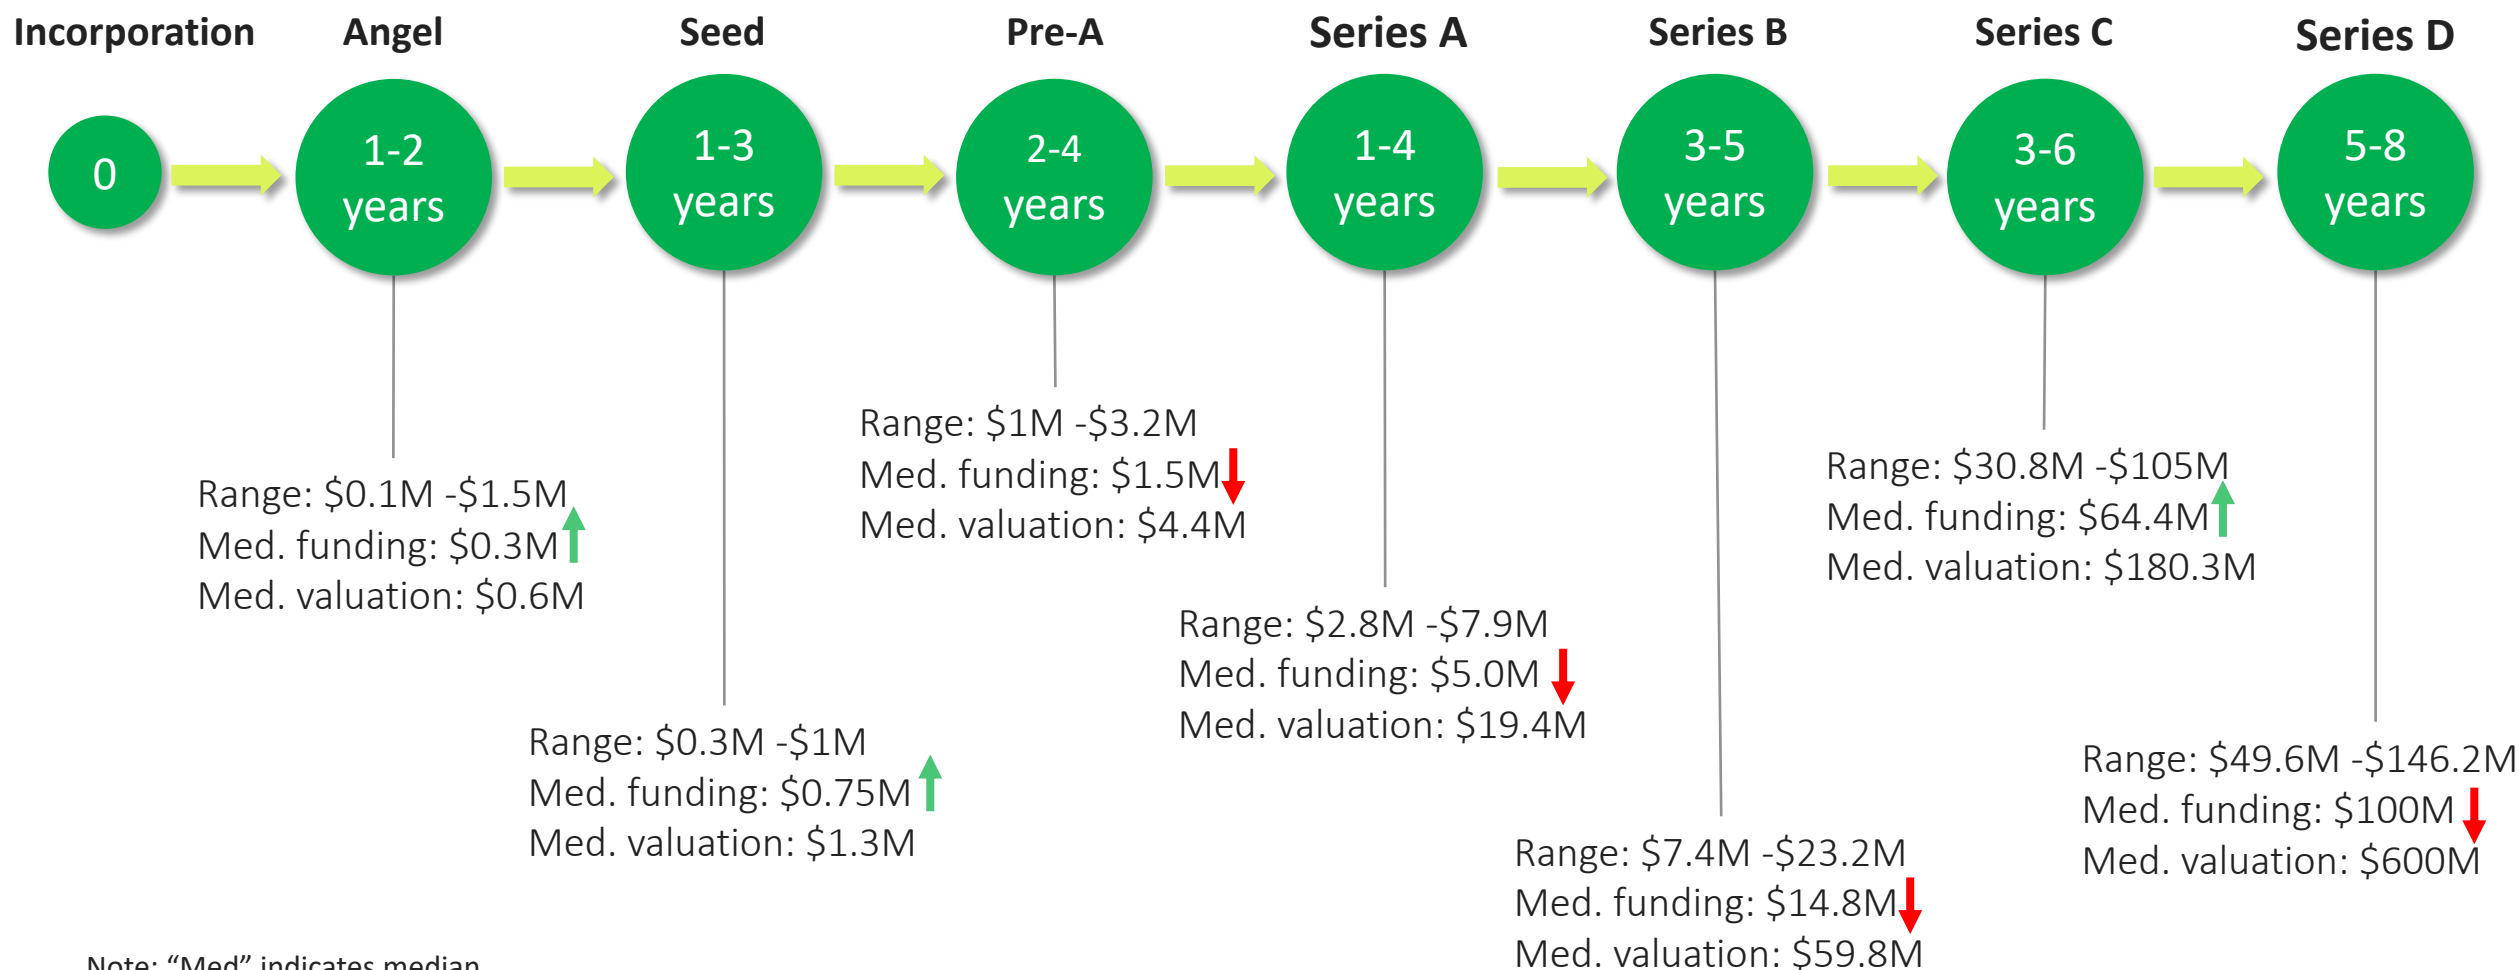 Incorporation
Angel
Seed
Pre-A
Series A
Series B
Series C
Series D
0
1-2
years
1-3
years
2-4
years
1-4
years
3-5
years
3-6
years
5-8
years
Range: $0.1M -$1.5M
Med. funding: $0.3M
Med. valuation: $0.6M
Range: $0.3M -$1M
Med. funding: $0.75M
Med. valuation: $1.3M
Range: $1M -$3.2M
Med. funding: $1.5M
Med. valuation: $4.4M
Range: $2.8M -$7.9M
Med. funding: $5.0M
Med. valuation: $19.4M
Range: $7.4M -$23.2M
Med. funding: $14.8M
Med. valuation: $59.8M
Range: $30.8M -$105M
Med. funding: $64.4M
Med. valuation: $180.3M
Range: $49.6M -$146.2M
Med. funding: $100M
Med. valuation: $600M
Note: “Med” indicates median